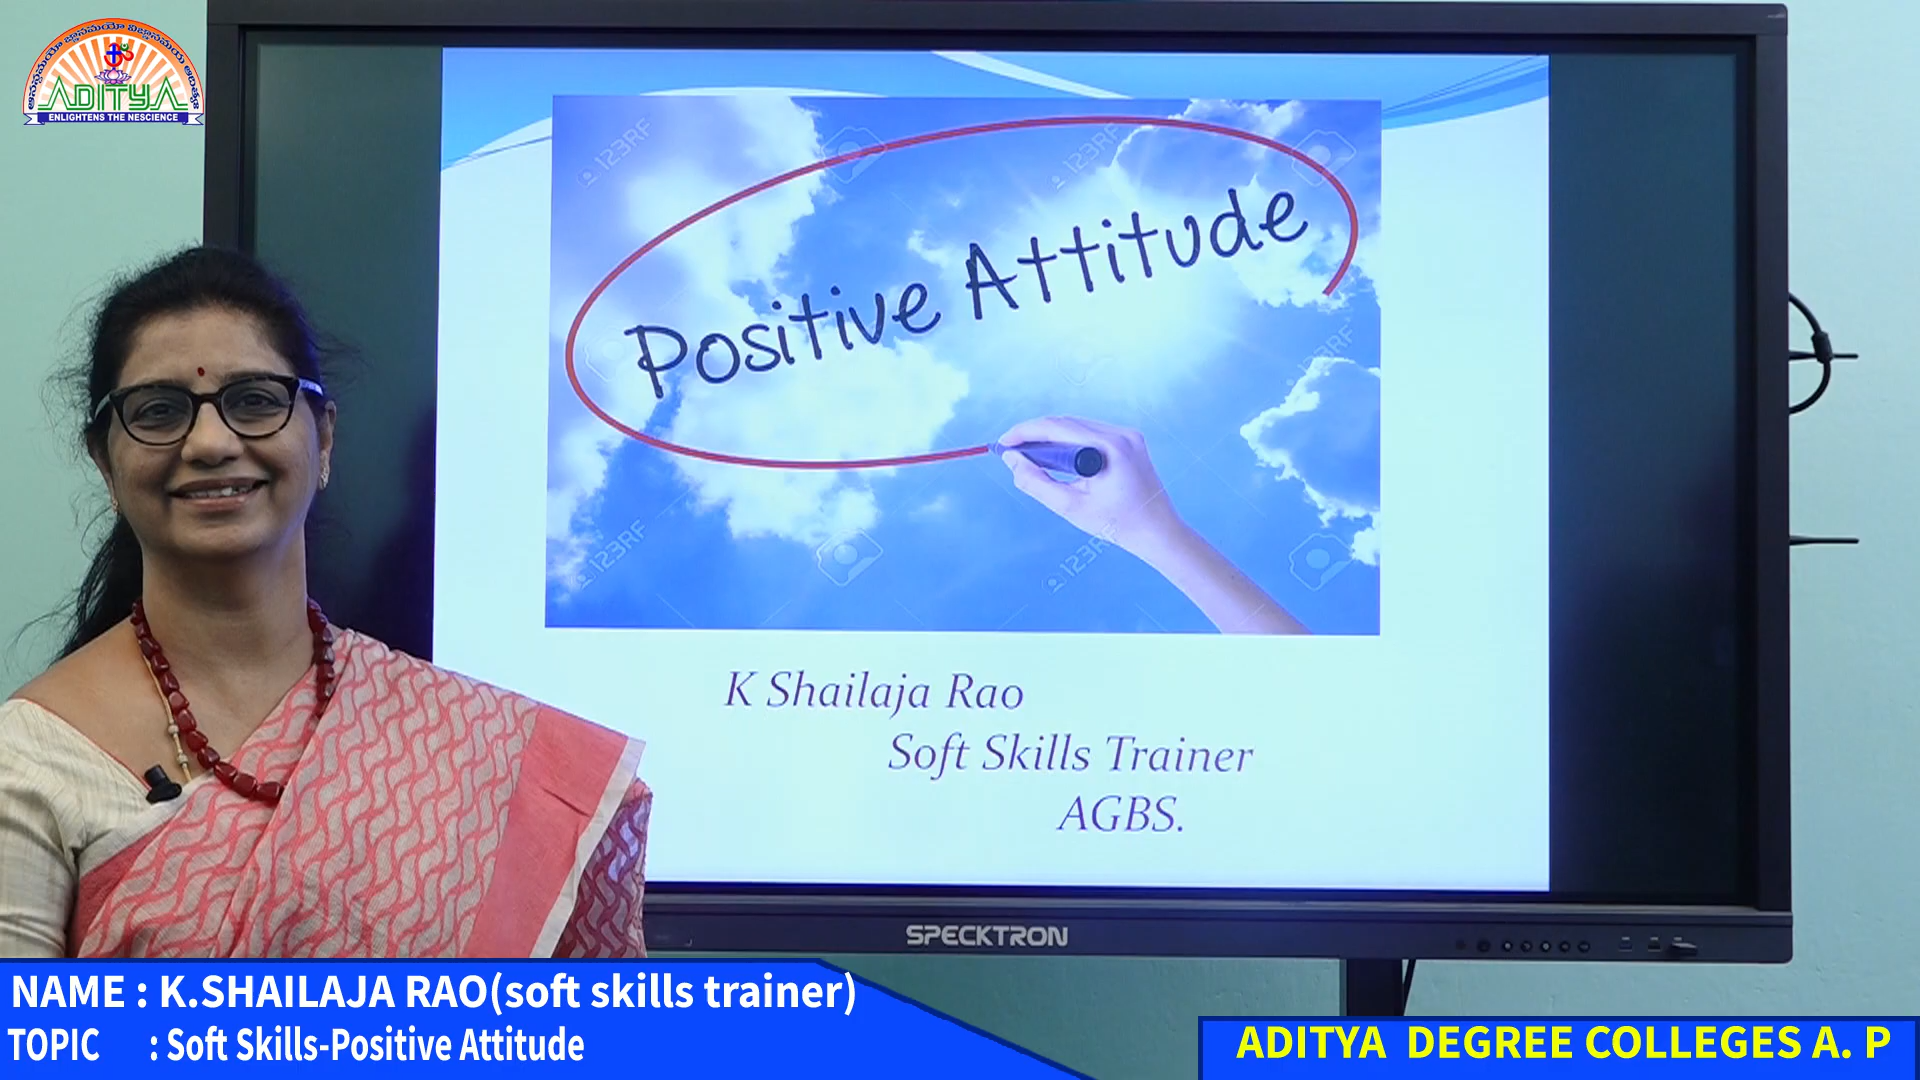 ADITYA
ENLIGHTENS THE NESCIENCE
Positive Attitude
123RF
123RF
123RF
123RF
123RF
K Shailaja Rao
Soft Skills Trainer
AGBS.
SPECKTRON
NAME : K.SHAILAJA RAO(soft skills trainer)
TOPIC : Soft Skills-Positive Attitude
ADITYA DEGREE COLLEGES A. P